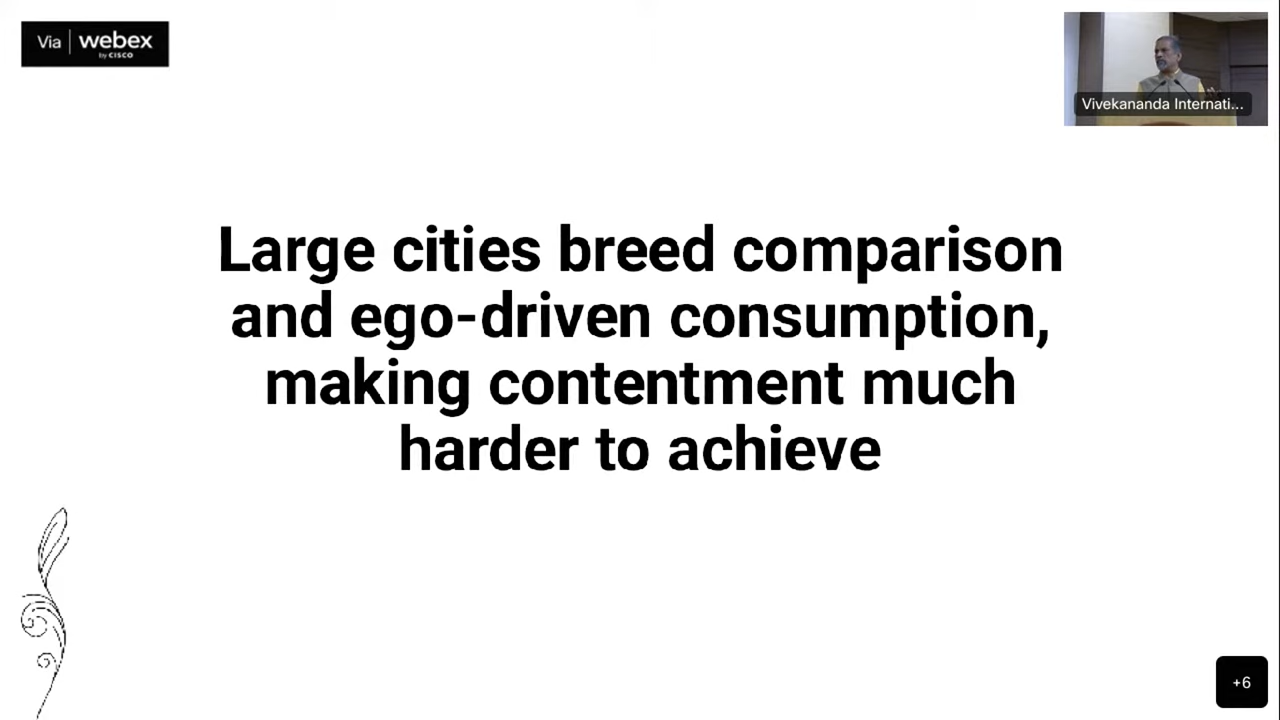 Via | webex
by CISCO
Vivekananda Internati...
Large cities breed comparison
and ego-driven consumption,
making contentment much
harder to achieve
+6